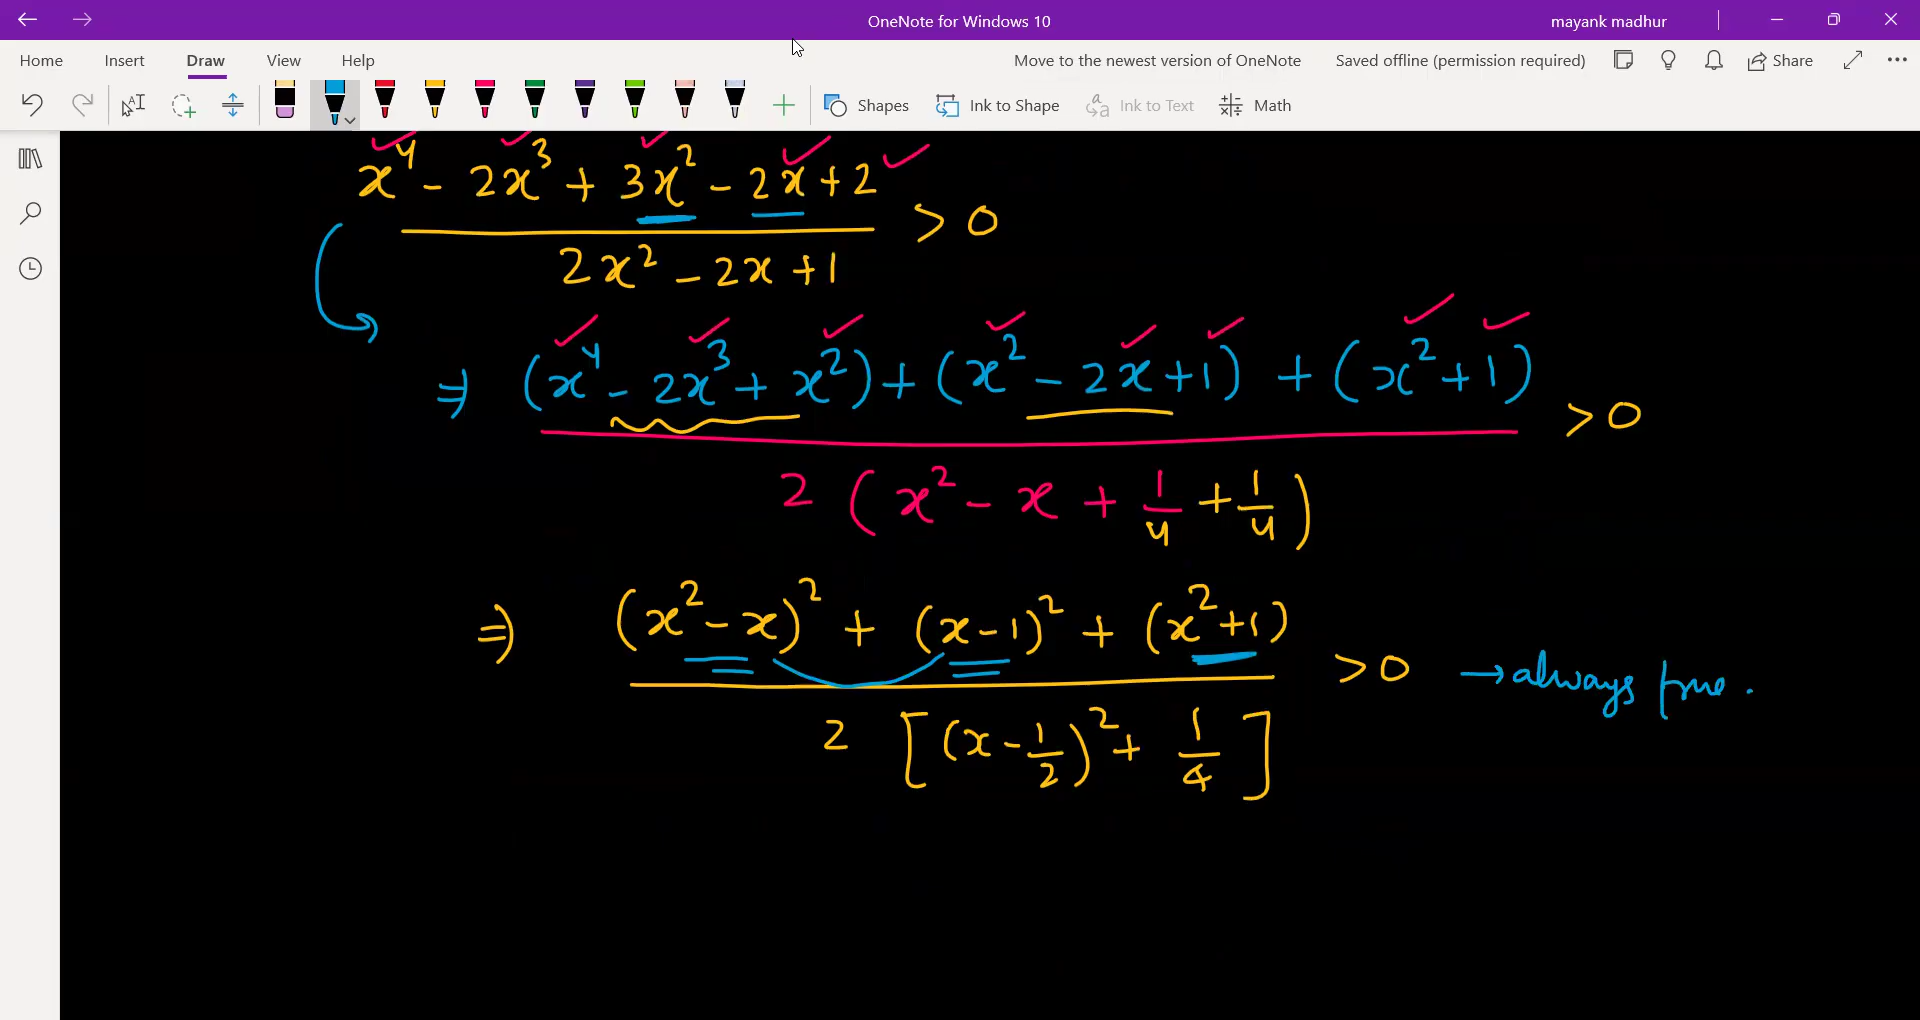 OneNote for Windows 10
mayank madhur
Home Insert Draw View Help
Move to the newest version of OneNote Saved offline (permission required) Share
Shapes Ink to Shape Ink to Text Math
x⁴ - 2x³ + 3x² - 2x + 2
> 0
2x² - 2x + 1
⇒ (x⁴ - 2x³ + x²) + (x² - 2x + 1) + (x² + 1)
> 0
2 (x² - x + 1/4 + 1/4)
⇒ (x² - x)² + (x - 1)² + (x² + 1)
> 0 → always true.
2 [(x - 1/2)² + 1/4]